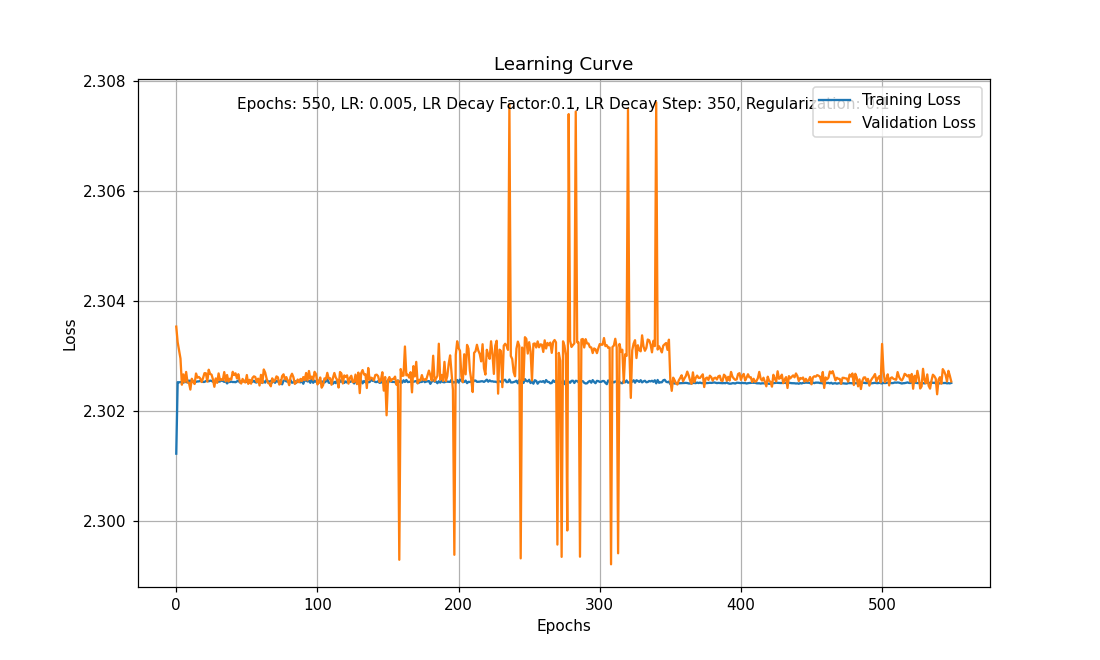 Learning Curve
2.308
Epochs: 550, LR: 0.005, LR Decay Factor:0.1, LR Decay Step: 350, Regularization: 0.1
Training Loss
Validation Loss
2.306
2.304
Loss
2.302
2.300
0 100 200 300 400 500
Epochs